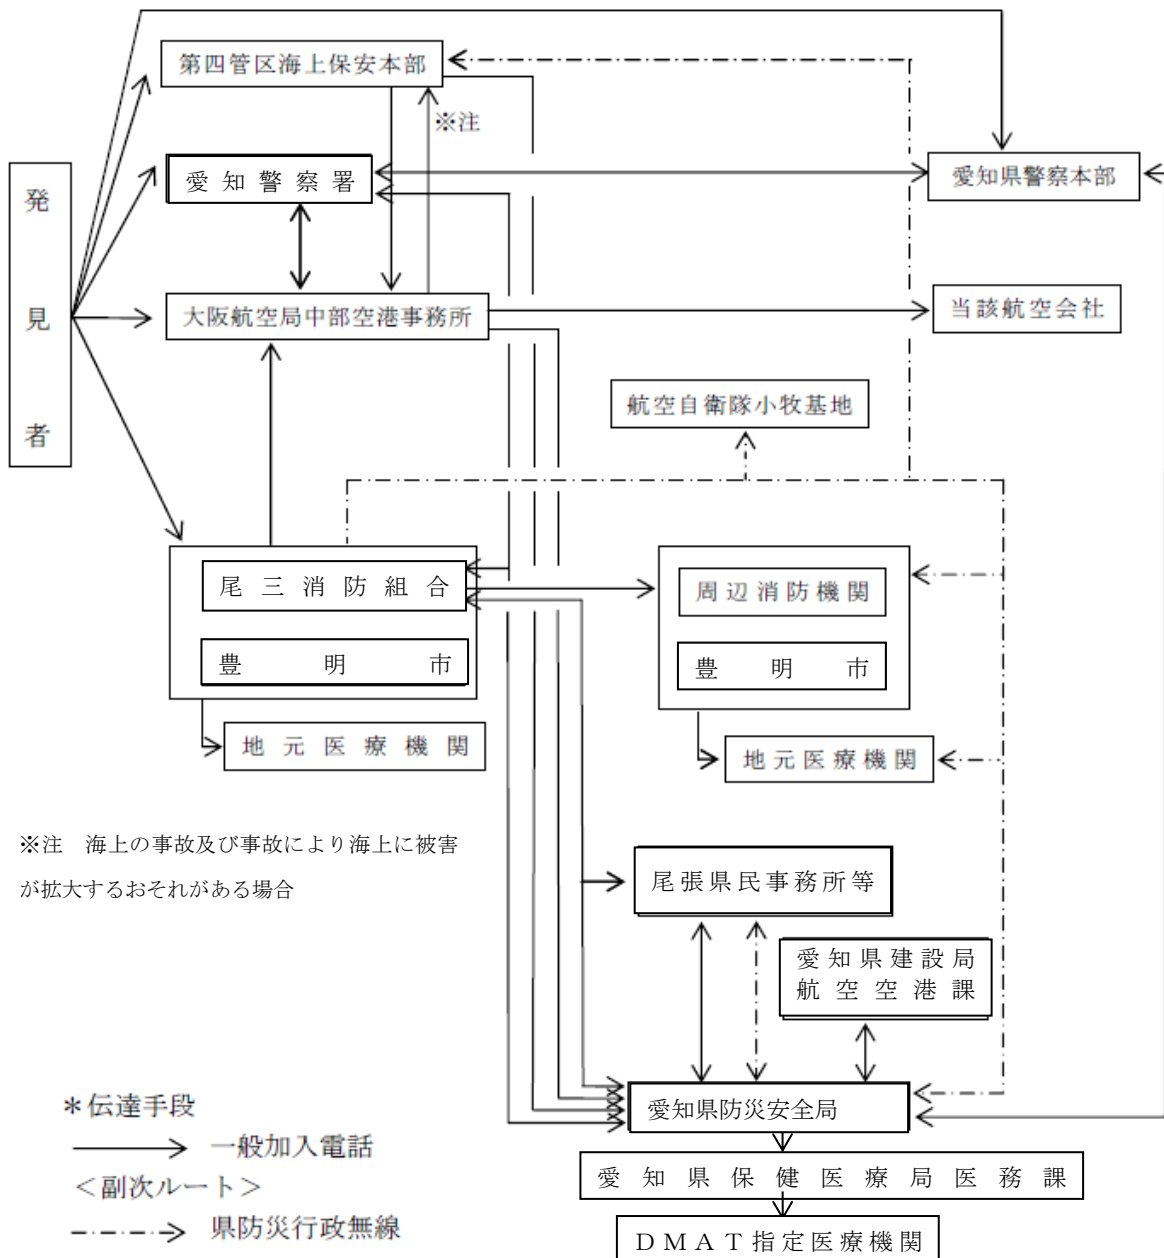 第四管区海上保安本部
※注
発見者
愛知警察署
愛知県警察本部
大阪航空局中部空港事務所
当該航空会社
航空自衛隊小牧基地
尾三消防組合
周辺消防機関
豊明市
豊明市
地元医療機関
地元医療機関
※注　海上の事故及び事故により海上に被害
が拡大するおそれがある場合
尾張県民事務所等
愛知県建設局
航空空港課
愛知県防災安全局
＊伝達手段
一般加入電話
＜副次ルート＞
県防災行政無線
愛知県保健医療局医務課
ＤＭＡＴ指定医療機関